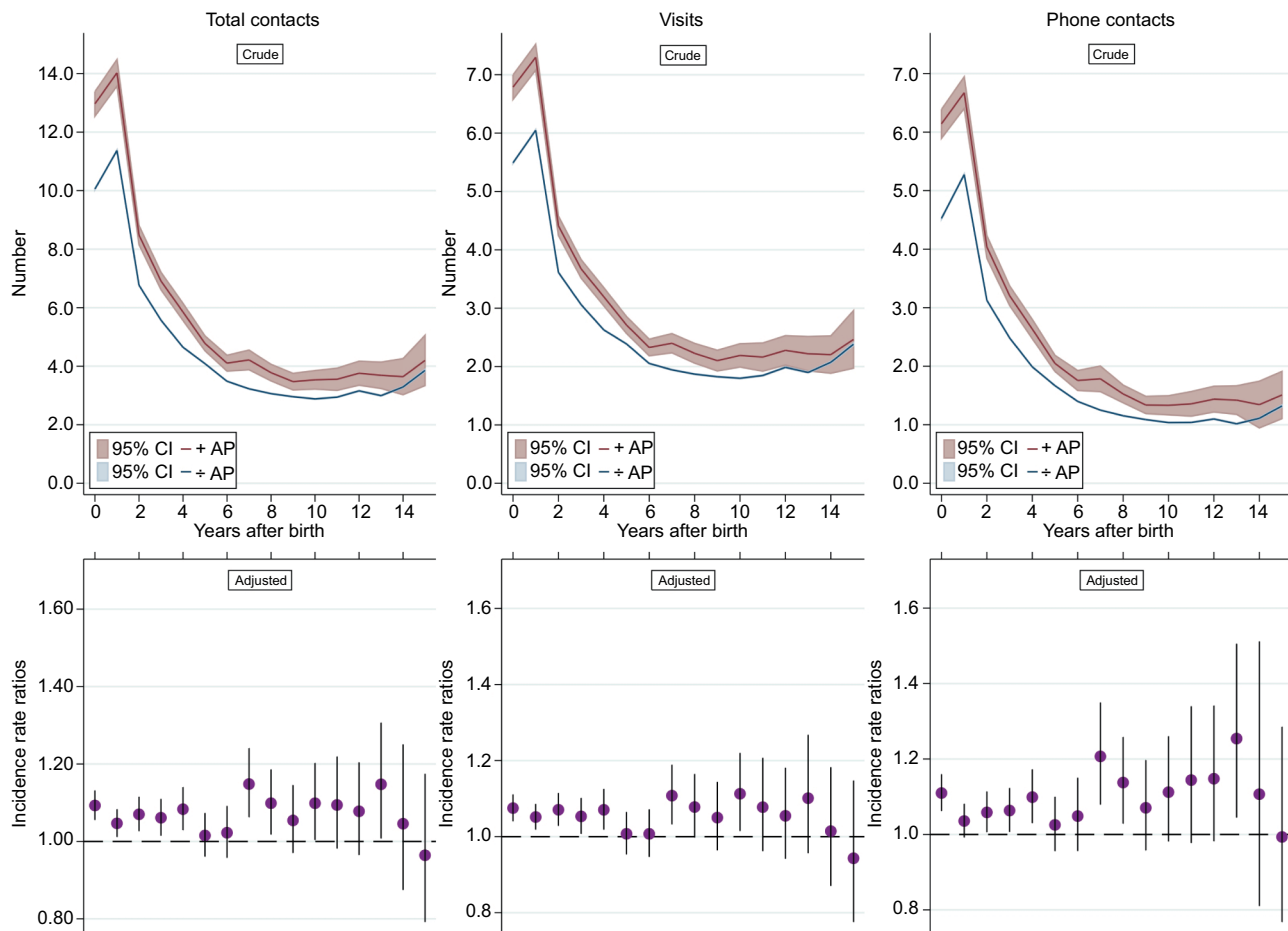 Total contacts
Crude
Number
14.0
12.0
10.0
8.0
6.0
4.0
2.0
0.0
95% CI + AP
95% CI ÷ AP
0 2 4 6 8 10 12 14
Years after birth
Visits
Crude
Number
7.0
6.0
5.0
4.0
3.0
2.0
1.0
0.0
95% CI + AP
95% CI ÷ AP
0 2 4 6 8 10 12 14
Years after birth
Phone contacts
Crude
7.0
6.0
5.0
4.0
3.0
2.0
1.0
0.0
95% CI + AP
95% CI ÷ AP
0 2 4 6 8 10 12 14
Years after birth
Adjusted
Incidence rate ratios
1.60
1.40
1.20
1.00
0.80
Adjusted
Incidence rate ratios
1.6
1.4
1.2
1.0
0.8
Adjusted
Incidence rate ratios
1.6
1.4
1.2
1.0
0.8